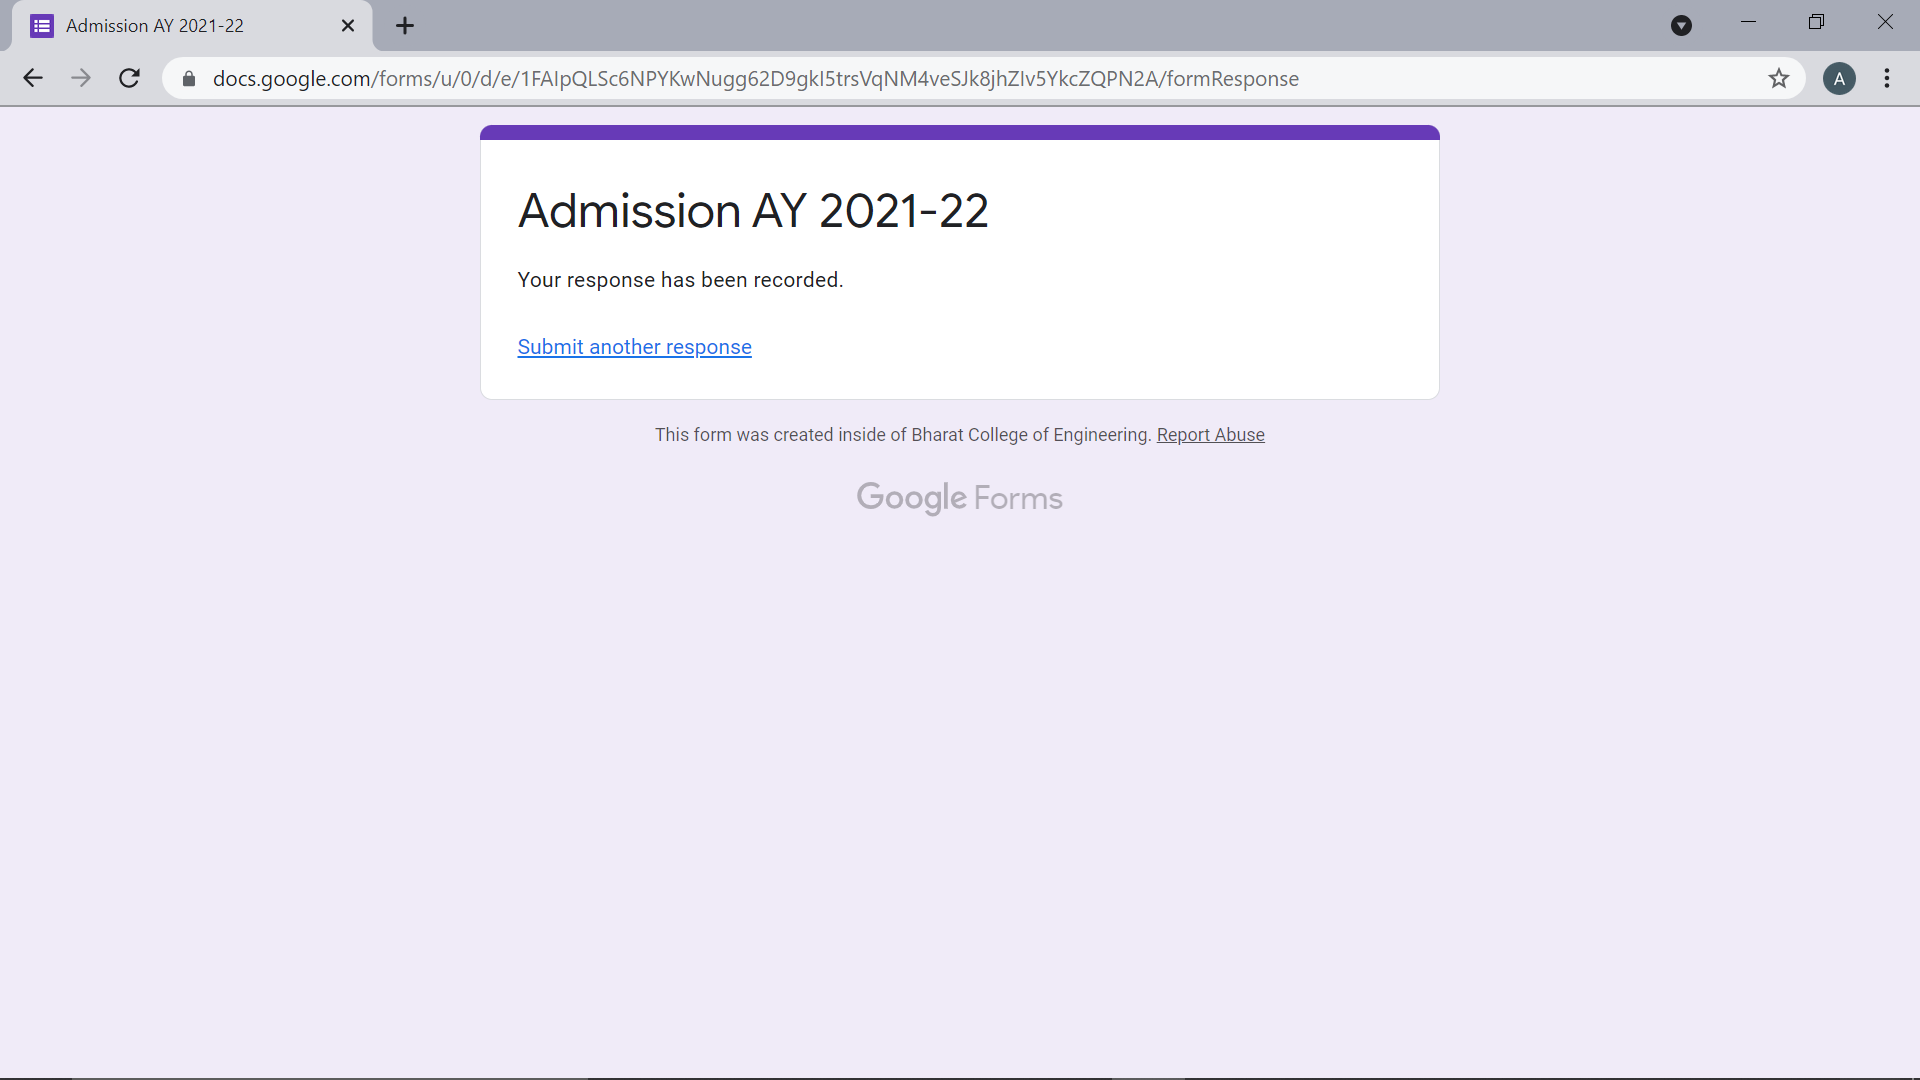 Admission AY 2021-22
docs.google.com/forms/u/0/d/e/1FAIpQLSc6NPYKwNugg62D9gkI5trsVqNM4veSJk8jhZIv5YkcZQPN2A/formResponse
A
Admission AY 2021-22
Your response has been recorded.
Submit another response
This form was created inside of Bharat College of Engineering. Report Abuse
Google Forms